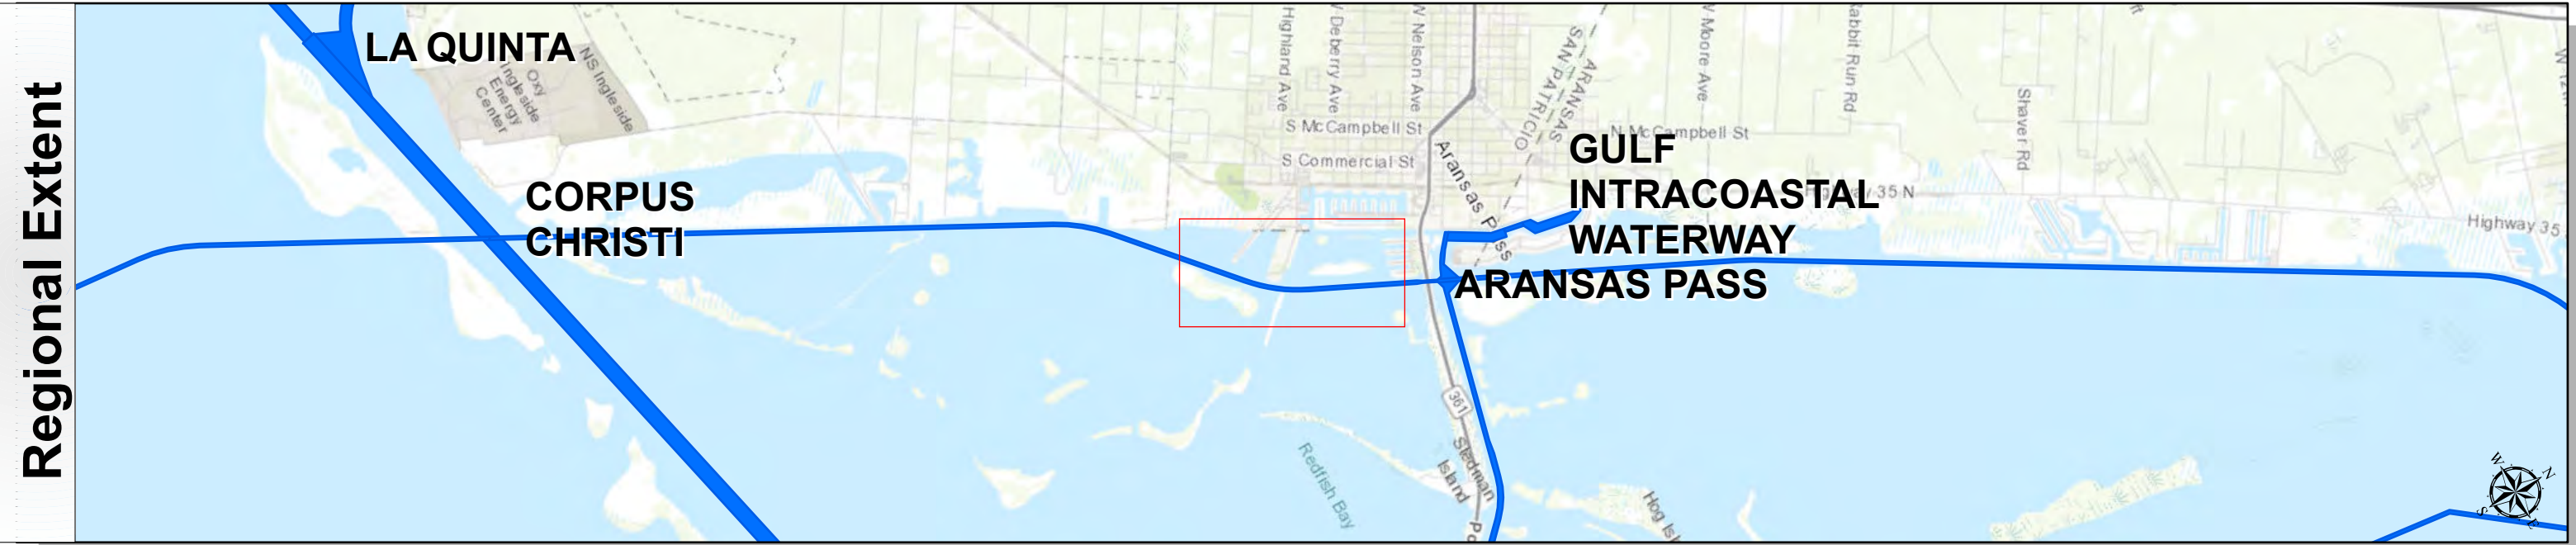 Regional Extent
LA QUINTA
Oxy
Ingleside
Energy
Center
NS Ingleside
CORPUS
CHRISTI
Highland Ave
W Deberry Ave
W Nelson Ave
S McCampbell St
S Commercial St
Aransas Pass
SAN PATRICIO
ARANSAS
W Moore Ave
N McCampbell St
Rabbit Run Rd
Shaver Rd
GULF
INTRACOASTAL
WATERWAY
ARANSAS PASS
Highway 35 N
Highway 35
361
Stedman
Island
Redfish Bay
Hog Isl
Po
W
N
S
E